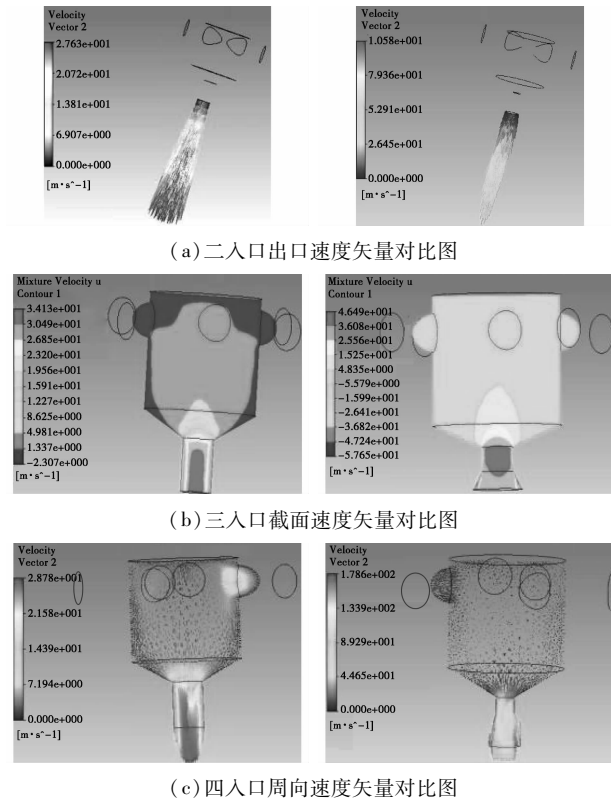 Velocity
Vector 2
2.763e+001
2.072e+001
1.381e+001
6.907e+000
0.000e+000
[m·s^-1]
Velocity
Vector 2
1.058e+001
7.936e+001
5.291e+001
2.645e+001
0.000e+000
[m·s^-1]
(a)二入口出口速度矢量对比图
Mixture Velocity u
Contour 1
3.413e+001
3.049e+001
2.685e+001
2.320e+001
1.956e+001
1.591e+001
1.227e+001
8.625e+000
4.981e+000
1.337e+000
-2.307e+000
[m·s^-1]
Mixture Velocity u
Contour 1
4.649e+001
3.608e+001
2.556e+001
1.525e+001
4.835e+000
-5.579e+000
-1.599e+001
-2.641e+001
-3.682e+001
-4.724e+001
-5.765e+001
[m·s^-1]
(b)三入口截面速度矢量对比图
Velocity
Vector 2
2.878e+001
2.158e+001
1.439e+001
7.194e+000
0.000e+000
[m·s^-1]
Velocity
Vector 2
1.786e+002
1.339e+002
8.929e+001
4.465e+001
0.000e+000
[m·s^-1]
(c)四入口周向速度矢量对比图